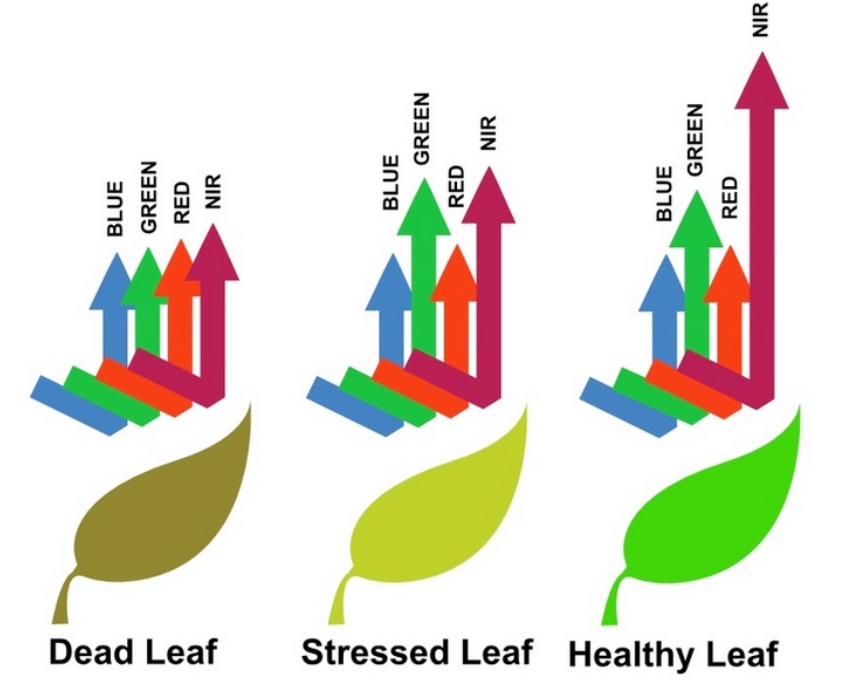 BLUE
GREEN
RED
NIR
BLUE
GREEN
RED
NIR
BLUE
GREEN
RED
NIR
Dead Leaf
Stressed Leaf
Healthy Leaf